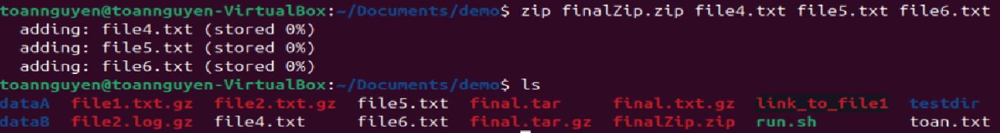 toannguyen@toannguyen-VirtualBox:~/Documents/demo$ zip finalZip.zip file4.txt file5.txt file6.txt
  adding: file4.txt (stored 0%)
  adding: file5.txt (stored 0%)
  adding: file6.txt (stored 0%)
toannguyen@toannguyen-VirtualBox:~/Documents/demo$ ls
dataA  file1.txt.gz  file2.txt.gz  file5.txt  final.tar     final.txt.gz  link_to_file1  testdir
dataB  file2.log.gz  file4.txt     file6.txt  final.tar.gz  finalZip.zip  run.sh         toan.txt